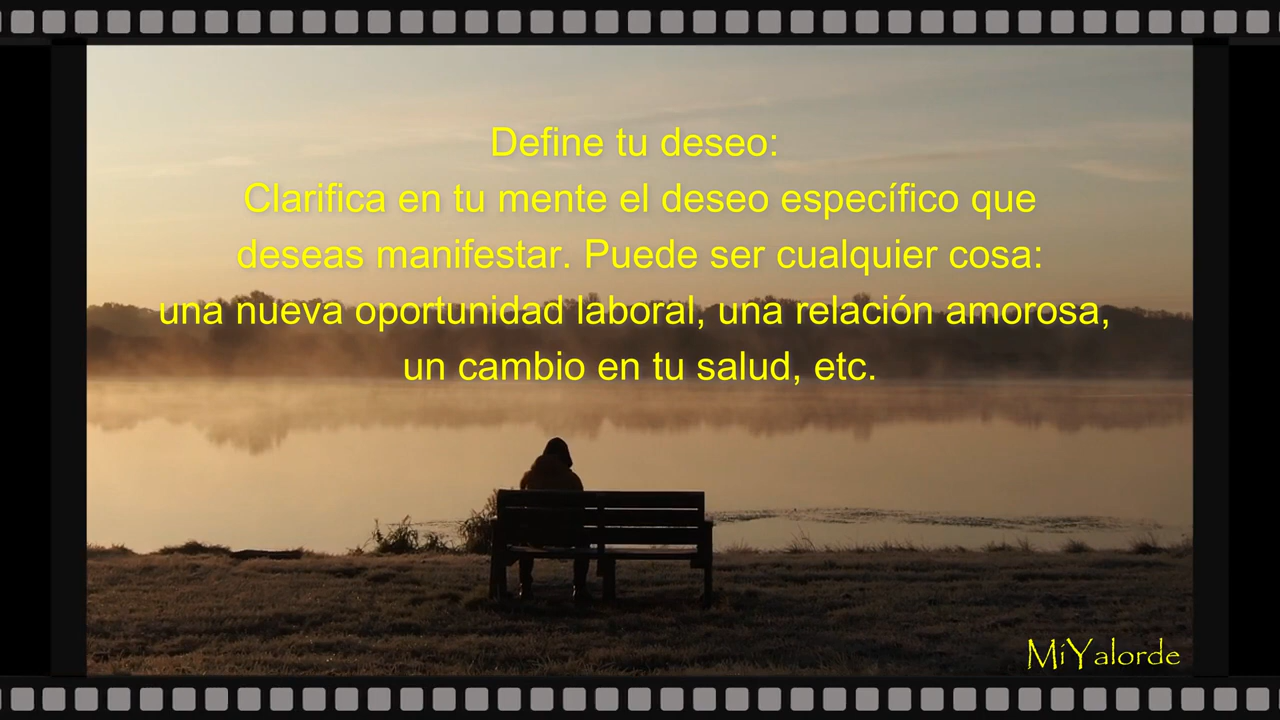 Define tu deseo:
Clarifica en tu mente el deseo específico que
deseas manifestar. Puede ser cualquier cosa:
una nueva oportunidad laboral, una relación amorosa,
un cambio en tu salud, etc.
MiYalorde